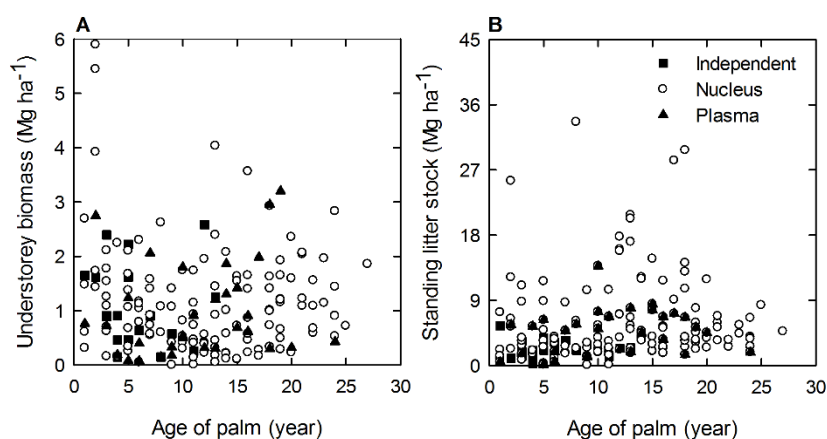 A
6
5
4
3
2
1
0
0 5 10 15 20 25 30
Age of palm (year)
Understorey biomass (Mg ha-1)
B
45
36
27
18
9
0
0 5 10 15 20 25 30
Age of palm (year)
Standing litter stock (Mg ha-1)
Independent
Nucleus
Plasma